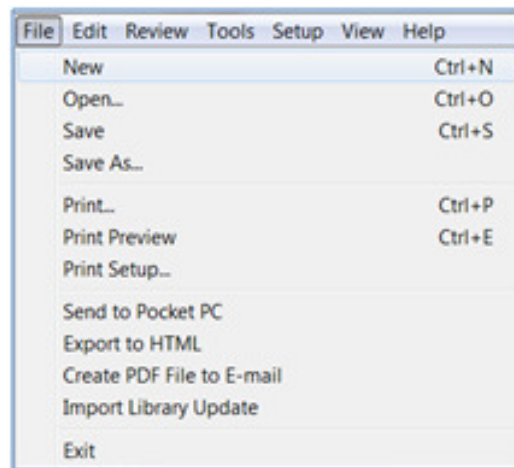 File Edit Review Tools Setup View Help
New Ctrl+N
Open... Ctrl+O
Save Ctrl+S
Save As...
Print... Ctrl+P
Print Preview Ctrl+E
Print Setup...
Send to Pocket PC
Export to HTML
Create PDF File to E-mail
Import Library Update
Exit